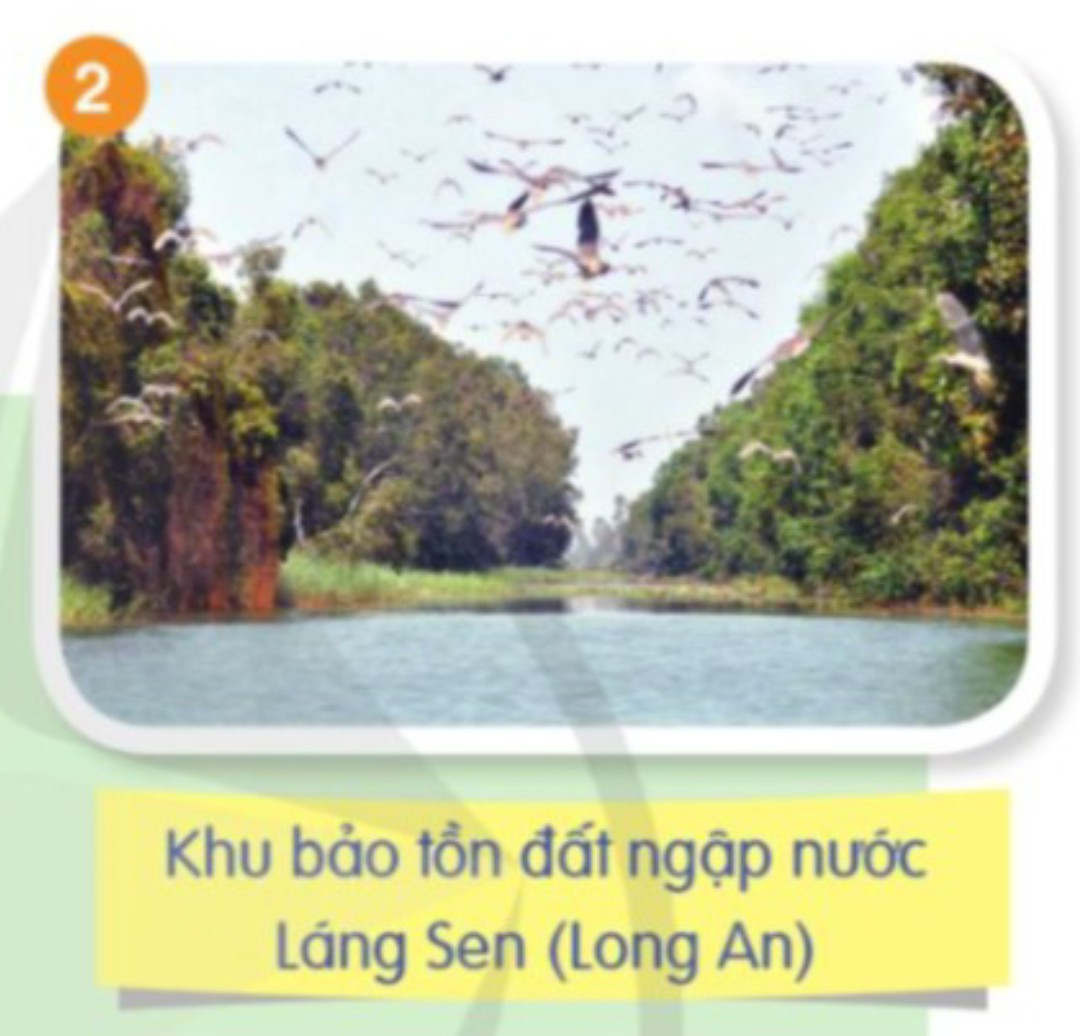 2
Khu bảo tồn đất ngập nước
Láng Sen (Long An)